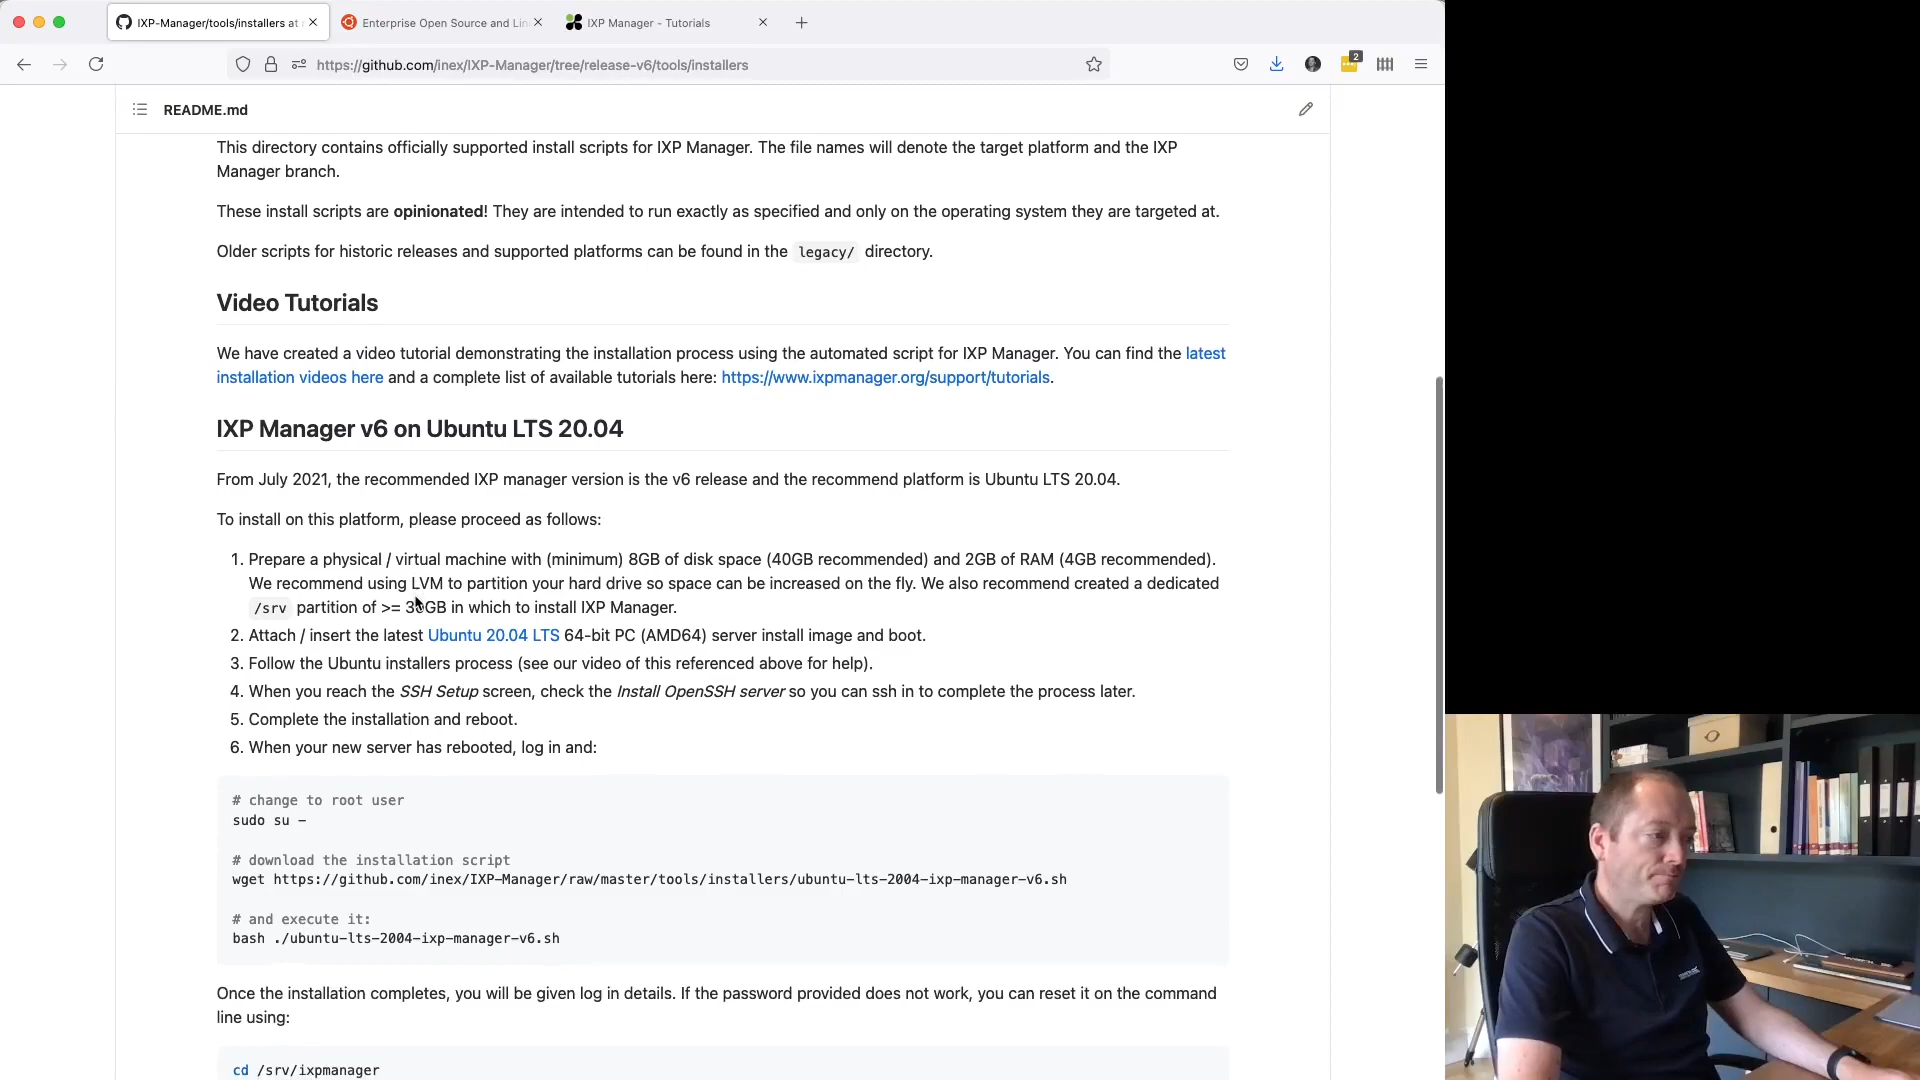 IXP-Manager/tools/installers at
Enterprise Open Source and Lin
IXP Manager - Tutorials
https://github.com/inex/IXP-Manager/tree/release-v6/tools/installers
2
README.md
This directory contains officially supported install scripts for IXP Manager. The file names will denote the target platform and the IXP
Manager branch.
These install scripts are opinionated! They are intended to run exactly as specified and only on the operating system they are targeted at.
Older scripts for historic releases and supported platforms can be found in the legacy/ directory.
Video Tutorials
We have created a video tutorial demonstrating the installation process using the automated script for IXP Manager. You can find the latest
installation videos here and a complete list of available tutorials here: https://www.ixpmanager.org/support/tutorials.
IXP Manager v6 on Ubuntu LTS 20.04
From July 2021, the recommended IXP manager version is the v6 release and the recommend platform is Ubuntu LTS 20.04.
To install on this platform, please proceed as follows:
1. Prepare a physical / virtual machine with (minimum) 8GB of disk space (40GB recommended) and 2GB of RAM (4GB recommended).
We recommend using LVM to partition your hard drive so space can be increased on the fly. We also recommend created a dedicated
/srv partition of >= 30GB in which to install IXP Manager.
2. Attach / insert the latest Ubuntu 20.04 LTS 64-bit PC (AMD64) server install image and boot.
3. Follow the Ubuntu installers process (see our video of this referenced above for help).
4. When you reach the SSH Setup screen, check the Install OpenSSH server so you can ssh in to complete the process later.
5. Complete the installation and reboot.
6. When your new server has rebooted, log in and:
# change to root user
sudo su -
# download the installation script
wget https://github.com/inex/IXP-Manager/raw/master/tools/installers/ubuntu-lts-2004-ixp-manager-v6.sh
# and execute it:
bash ./ubuntu-lts-2004-ixp-manager-v6.sh
Once the installation completes, you will be given log in details. If the password provided does not work, you can reset it on the command
line using:
cd /srv/ixpmanager